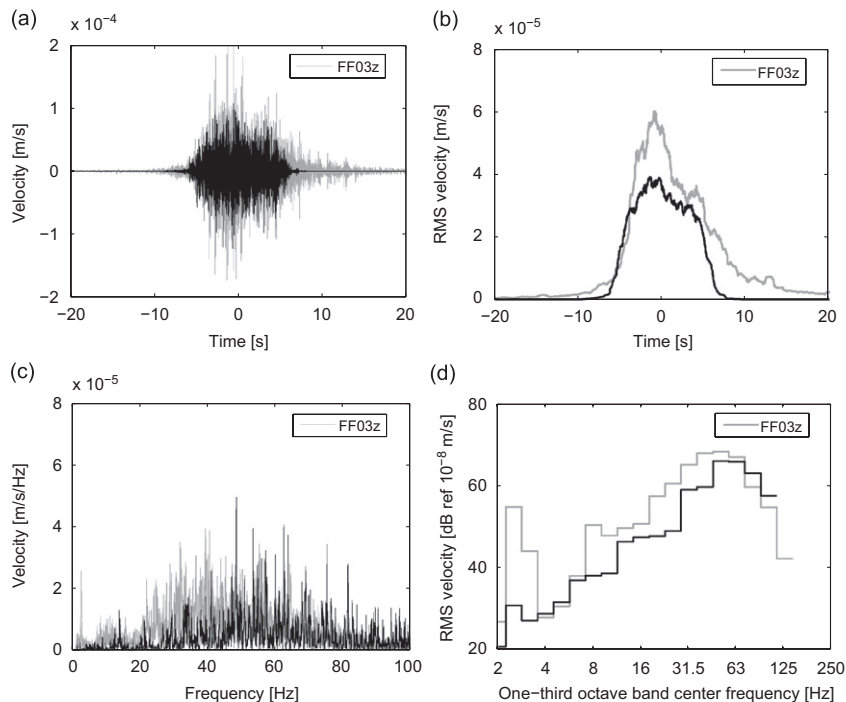 (a)
x 10⁻⁴
2
1
0
−1
−2
Velocity [m/s]
FF03z
−20
−10
0
10
20
Time [s]
(b)
x 10⁻⁵
8
6
4
2
0
RMS velocity [m/s]
FF03z
−20
−10
0
10
20
Time [s]
(c)
x 10⁻⁵
8
6
4
2
0
Velocity [m/s/Hz]
FF03z
0
20
40
60
80
100
Frequency [Hz]
(d)
80
60
40
20
RMS velocity [dB ref 10⁻⁸ m/s]
FF03z
2
4
8
16
31.5
63
125
250
One−third octave band center frequency [Hz]